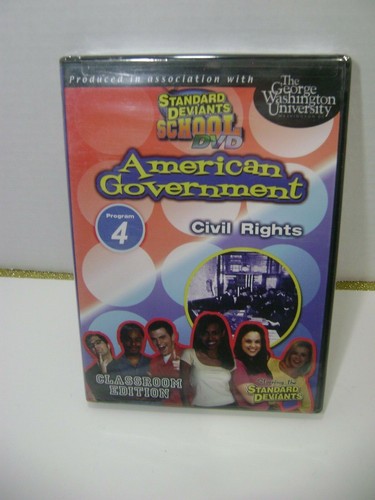 Produced in association with
The
George
Washington
University
STANDARD
DEVIANTS
SCHOOL
DVD
American
Government
Program
4
Civil Rights
CLASSROOM
EDITION
Starring The
STANDARD
DEVIANTS